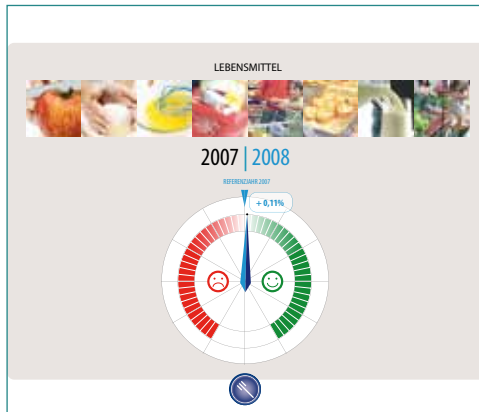 LEBENSMITTEL
2007 | 2008
REFERENZJAHR 2007
+ 0,11%